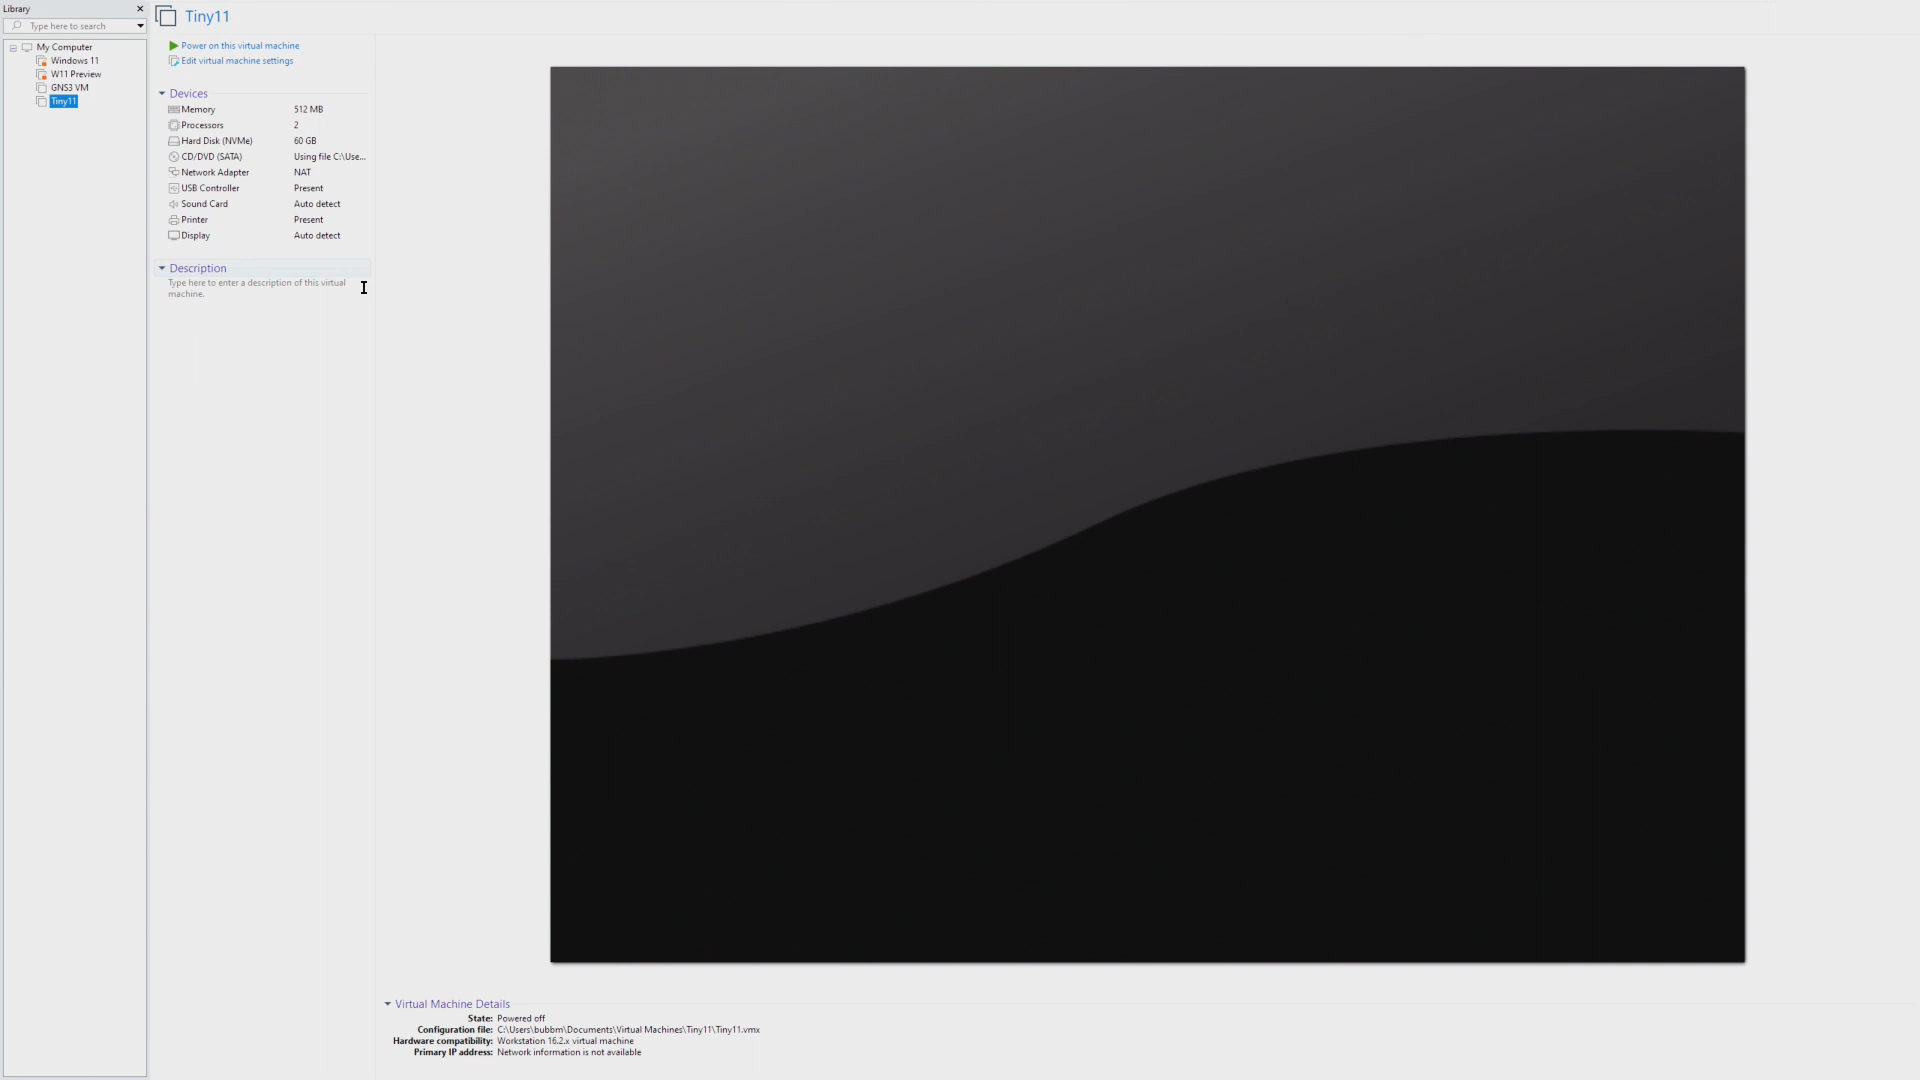 Library
Type here to search
My Computer
Windows 11
W11 Preview
GNS3 VM
Tiny11
Tiny11
Power on this virtual machine
Edit virtual machine settings
Devices
Memory 512 MB
Processors 2
Hard Disk (NVMe) 60 GB
CD/DVD (SATA) Using file C:\Use...
Network Adapter NAT
USB Controller Present
Sound Card Auto detect
Printer Present
Display Auto detect
Description
Type here to enter a description of this virtual
machine.
Virtual Machine Details
State: Powered off
Configuration file: C:\Users\bubbm\Documents\Virtual Machines\Tiny11\Tiny11.vmx
Hardware compatibility: Workstation 16.2.x virtual machine
Primary IP address: Network information is not available